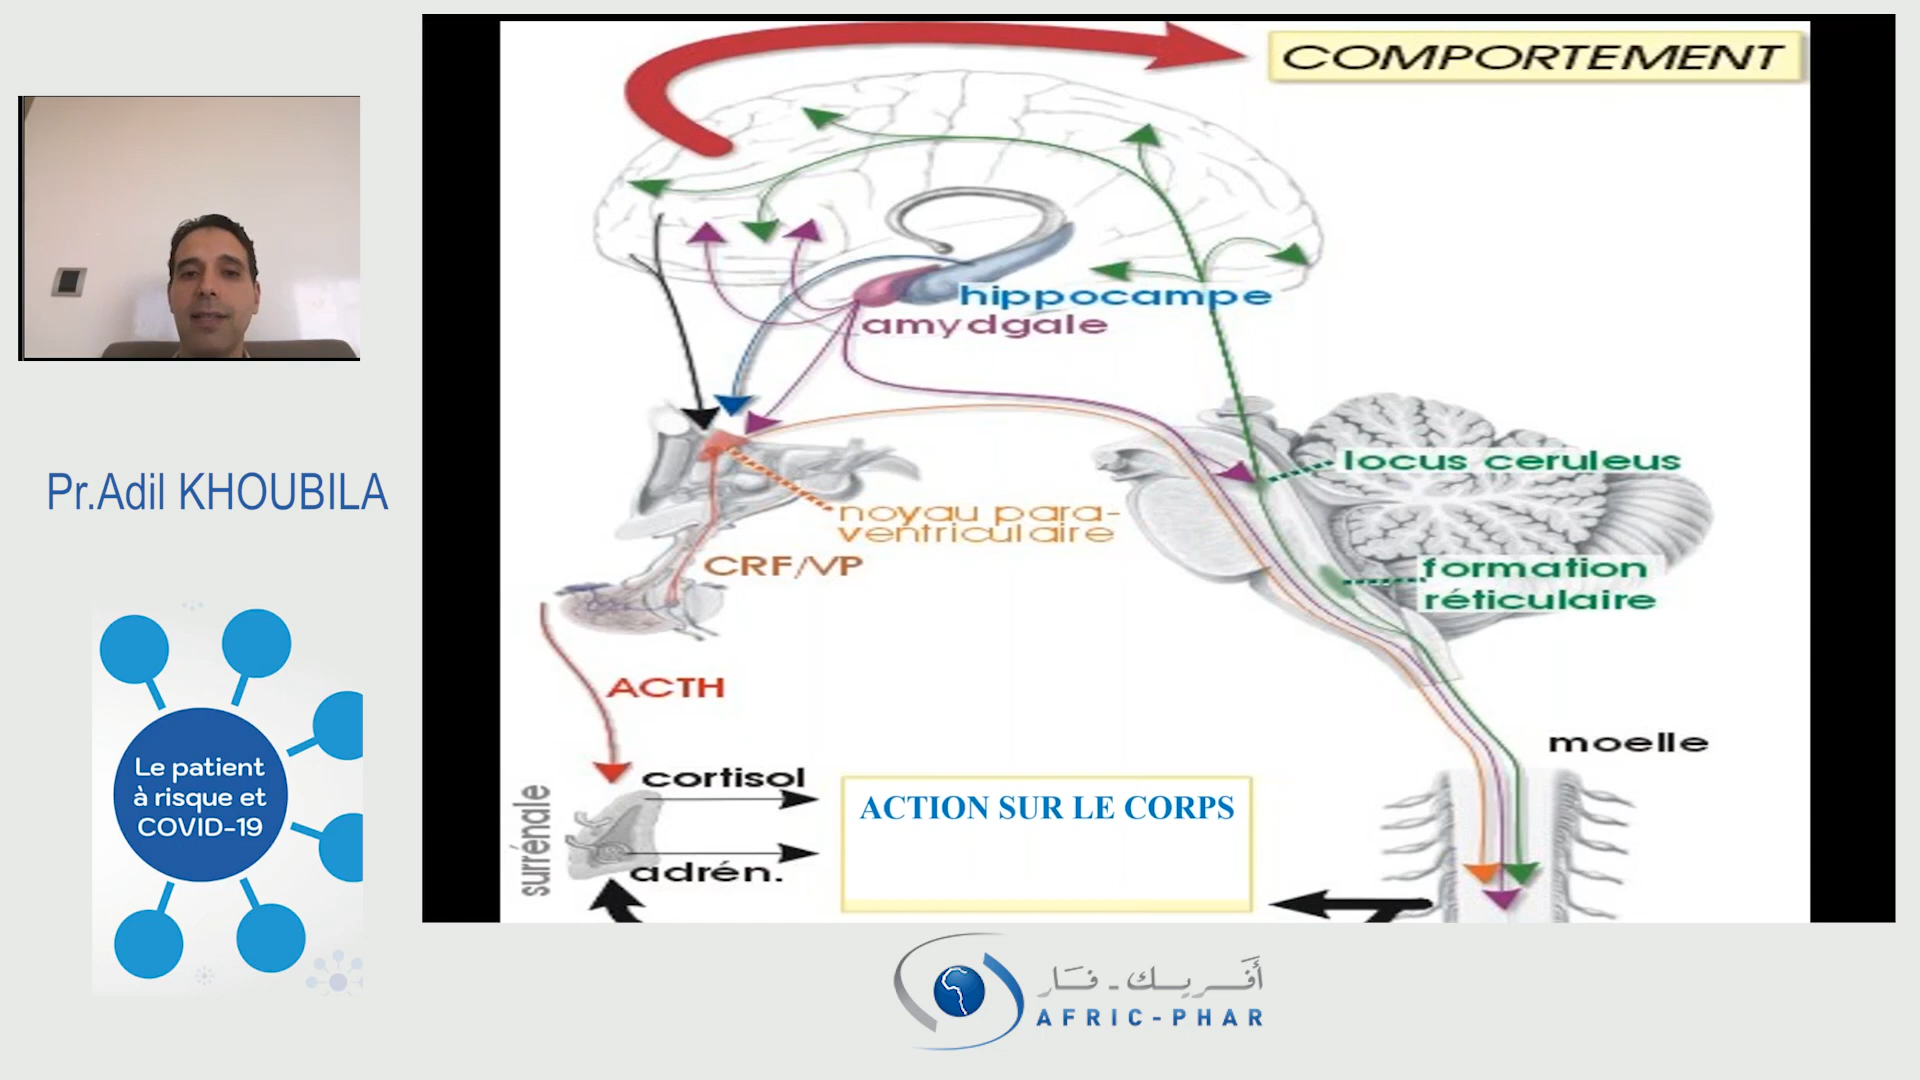 COMPORTEMENT
hippocampe
amydgale
locus ceruleus
noyau para-
ventriculaire
CRF/VP
formation
réticulaire
ACTH
moelle
cortisol
surrénale
adrén.
ACTION SUR LE CORPS
Pr.Adil KHOUBILA
Le patient
à risque et
COVID-19
أفريك - فار
AFRIC-PHAR